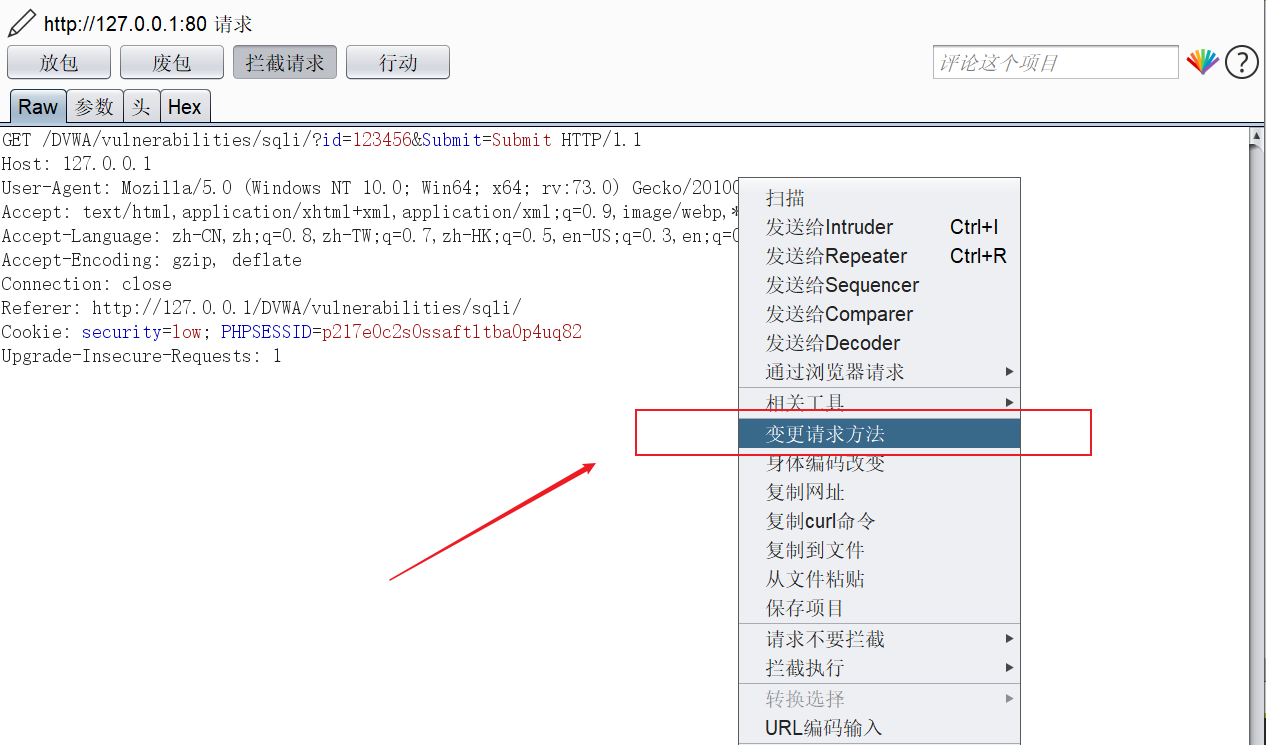 http://127.0.0.1:80 请求
放包 废包 拦截请求 行动 评论这个项目 ?
Raw 参数 头 Hex
GET /DVWA/vulnerabilities/sqli/?id=123456&Submit=Submit HTTP/1.1
Host: 127.0.0.1
User-Agent: Mozilla/5.0 (Windows NT 10.0; Win64; x64; rv:73.0) Gecko/2010
Accept: text/html,application/xhtml+xml,application/xml;q=0.9,image/webp,*
Accept-Language: zh-CN,zh;q=0.8,zh-TW;q=0.7,zh-HK;q=0.5,en-US;q=0.3,en;q=0
Accept-Encoding: gzip, deflate
Connection: close
Referer: http://127.0.0.1/DVWA/vulnerabilities/sqli/
Cookie: security=low; PHPSESSID=p217e0c2s0ssaftltba0p4uq82
Upgrade-Insecure-Requests: 1
扫描
发送给Intruder Ctrl+I
发送给Repeater Ctrl+R
发送给Sequencer
发送给Comparer
发送给Decoder
通过浏览器请求
相关工具
变更请求方法
身体编码改变
复制网址
复制curl命令
复制到文件
从文件粘贴
保存项目
请求不要拦截
拦截执行
转换选择
URL编码输入